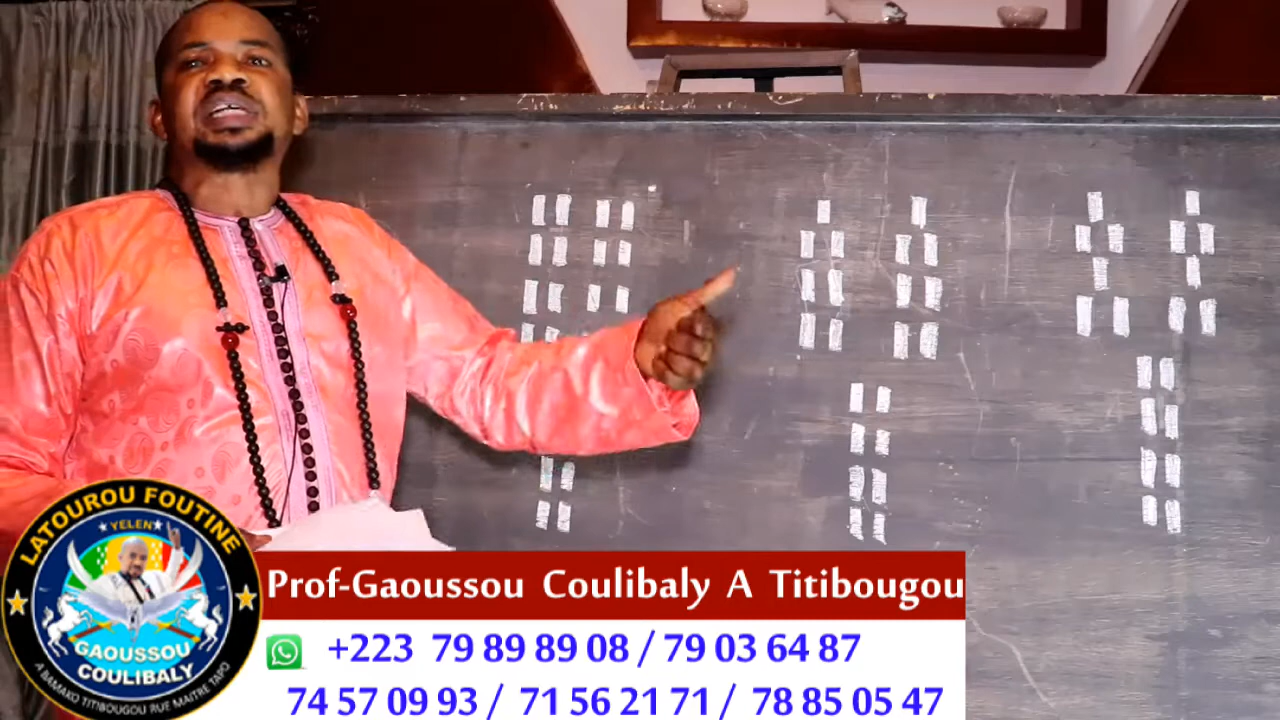 LATOUROU FOUTINE
YELEN
GAOUSSOU
COULIBALY
A BAMAKO TITIBOUGOU RUE MAITRE TAPO
Prof-Gaoussou Coulibaly A Titibougou
+223 79 89 89 08 / 79 03 64 87
74 57 09 93 / 71 56 21 71 / 78 85 05 47